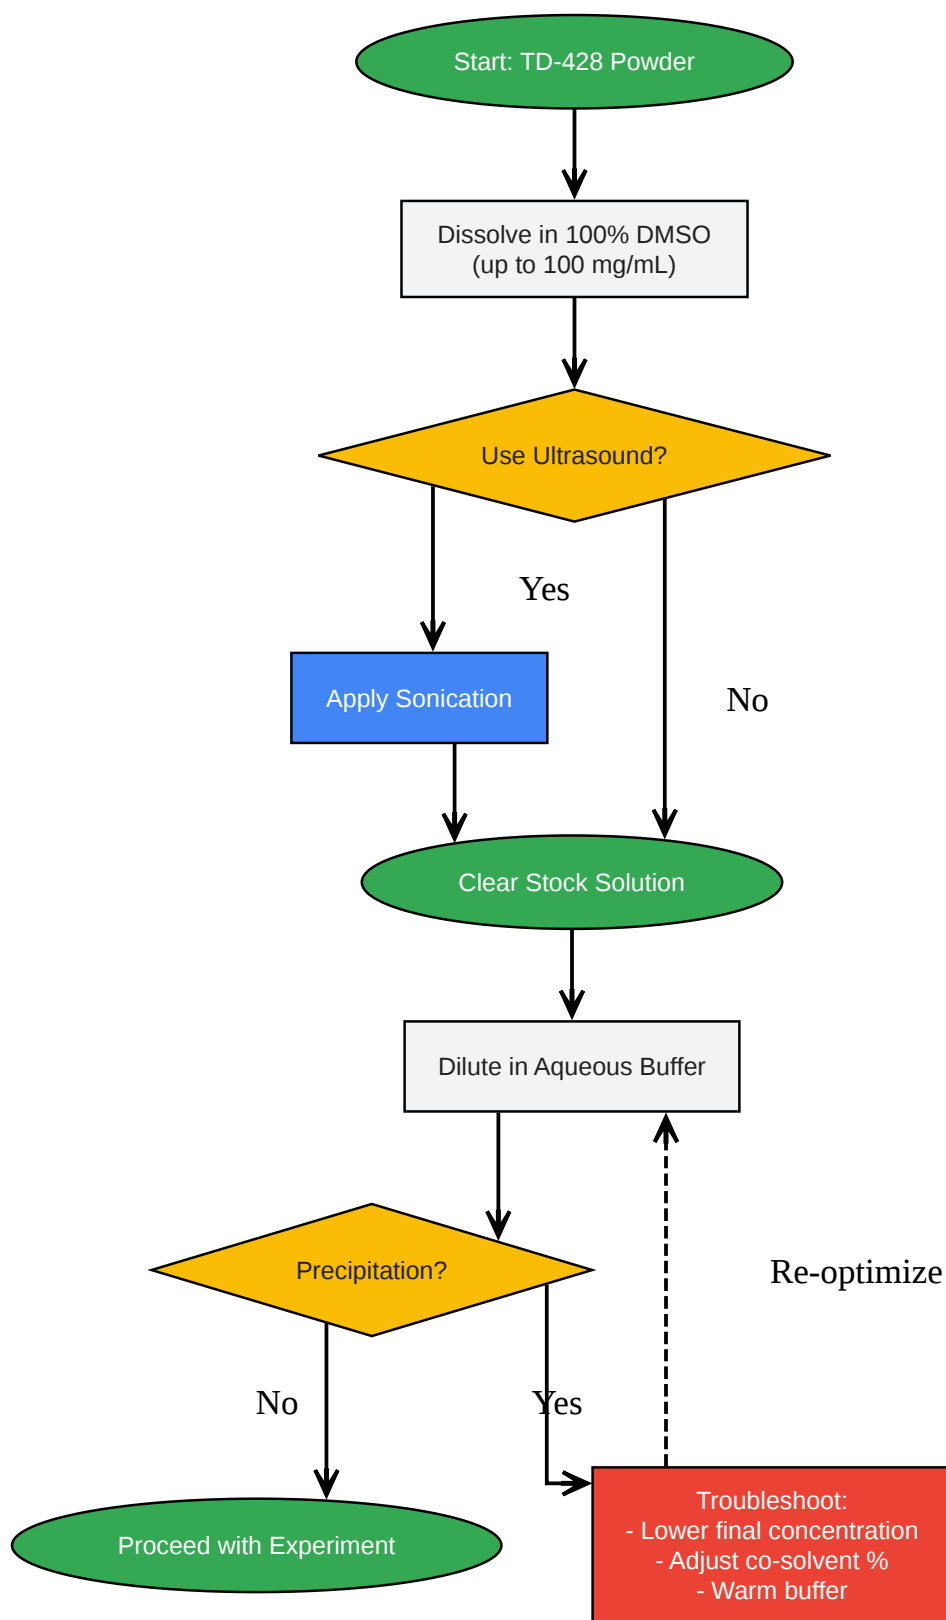 Start: TD-428 Powder
Dissolve in 100% DMSO
(up to 100 mg/mL)
Use Ultrasound?
Yes
Apply Sonication
No
Clear Stock Solution
Dilute in Aqueous Buffer
Precipitation?
Re-optimize
No
Yes
Troubleshoot:
- Lower final concentration
- Adjust co-solvent %
- Warm buffer
Proceed with Experiment